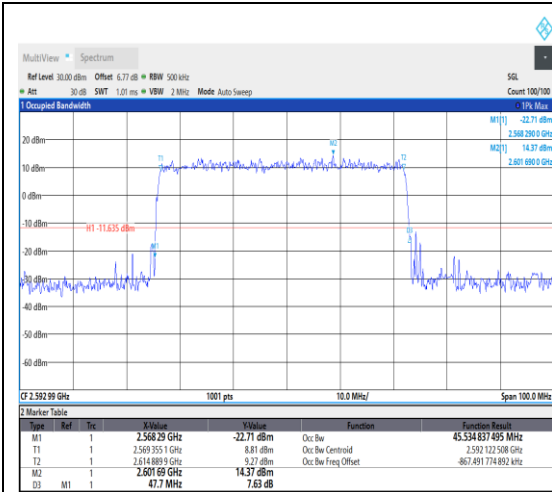 MultiView Spectrum
Ref Level 30.00 dBm Offset 6.77 dB RBW 500 kHz SGL
Att 30 dB SWT 1.01 ms VBW 2 MHz Mode Auto Sweep Count 100/100
1 Occupied Bandwidth 1Pk Max
M1[1] -22.71 dBm
2.568 290 0 GHz
M2[1] 14.37 dBm
2.601 690 0 GHz
20 dBm
M2
T1 T2
10 dBm
0 dBm
-10 dBm
H1 -11.635 dBm
D3
M1
-20 dBm
-30 dBm
-40 dBm
-50 dBm
-60 dBm
CF 2.592 99 GHz 1001 pts 10.0 MHz/ Span 100.0 MHz
2 Marker Table
Type Ref Trc X-Value Y-Value Function Function Result
M1 1 2.568 29 GHz -22.71 dBm Occ Bw 45.534 837 495 MHz
T1 1 2.569 355 1 GHz 8.81 dBm Occ Bw Centroid 2.592 122 508 GHz
T2 1 2.614 889 9 GHz 9.27 dBm Occ Bw Freq Offset -867.491 774 892 kHz
M2 1 2.601 69 GHz 14.37 dBm
D3 M1 1 47.7 MHz 7.63 dB